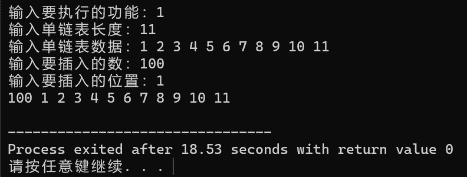 输入要执行的功能: 1
输入单链表长度: 11
输入单链表数据: 1 2 3 4 5 6 7 8 9 10 11
输入要插入的数: 100
输入要插入的位置: 1
100 1 2 3 4 5 6 7 8 9 10 11
--------------------------------
Process exited after 18.53 seconds with return value 0
请按任意键继续. . .